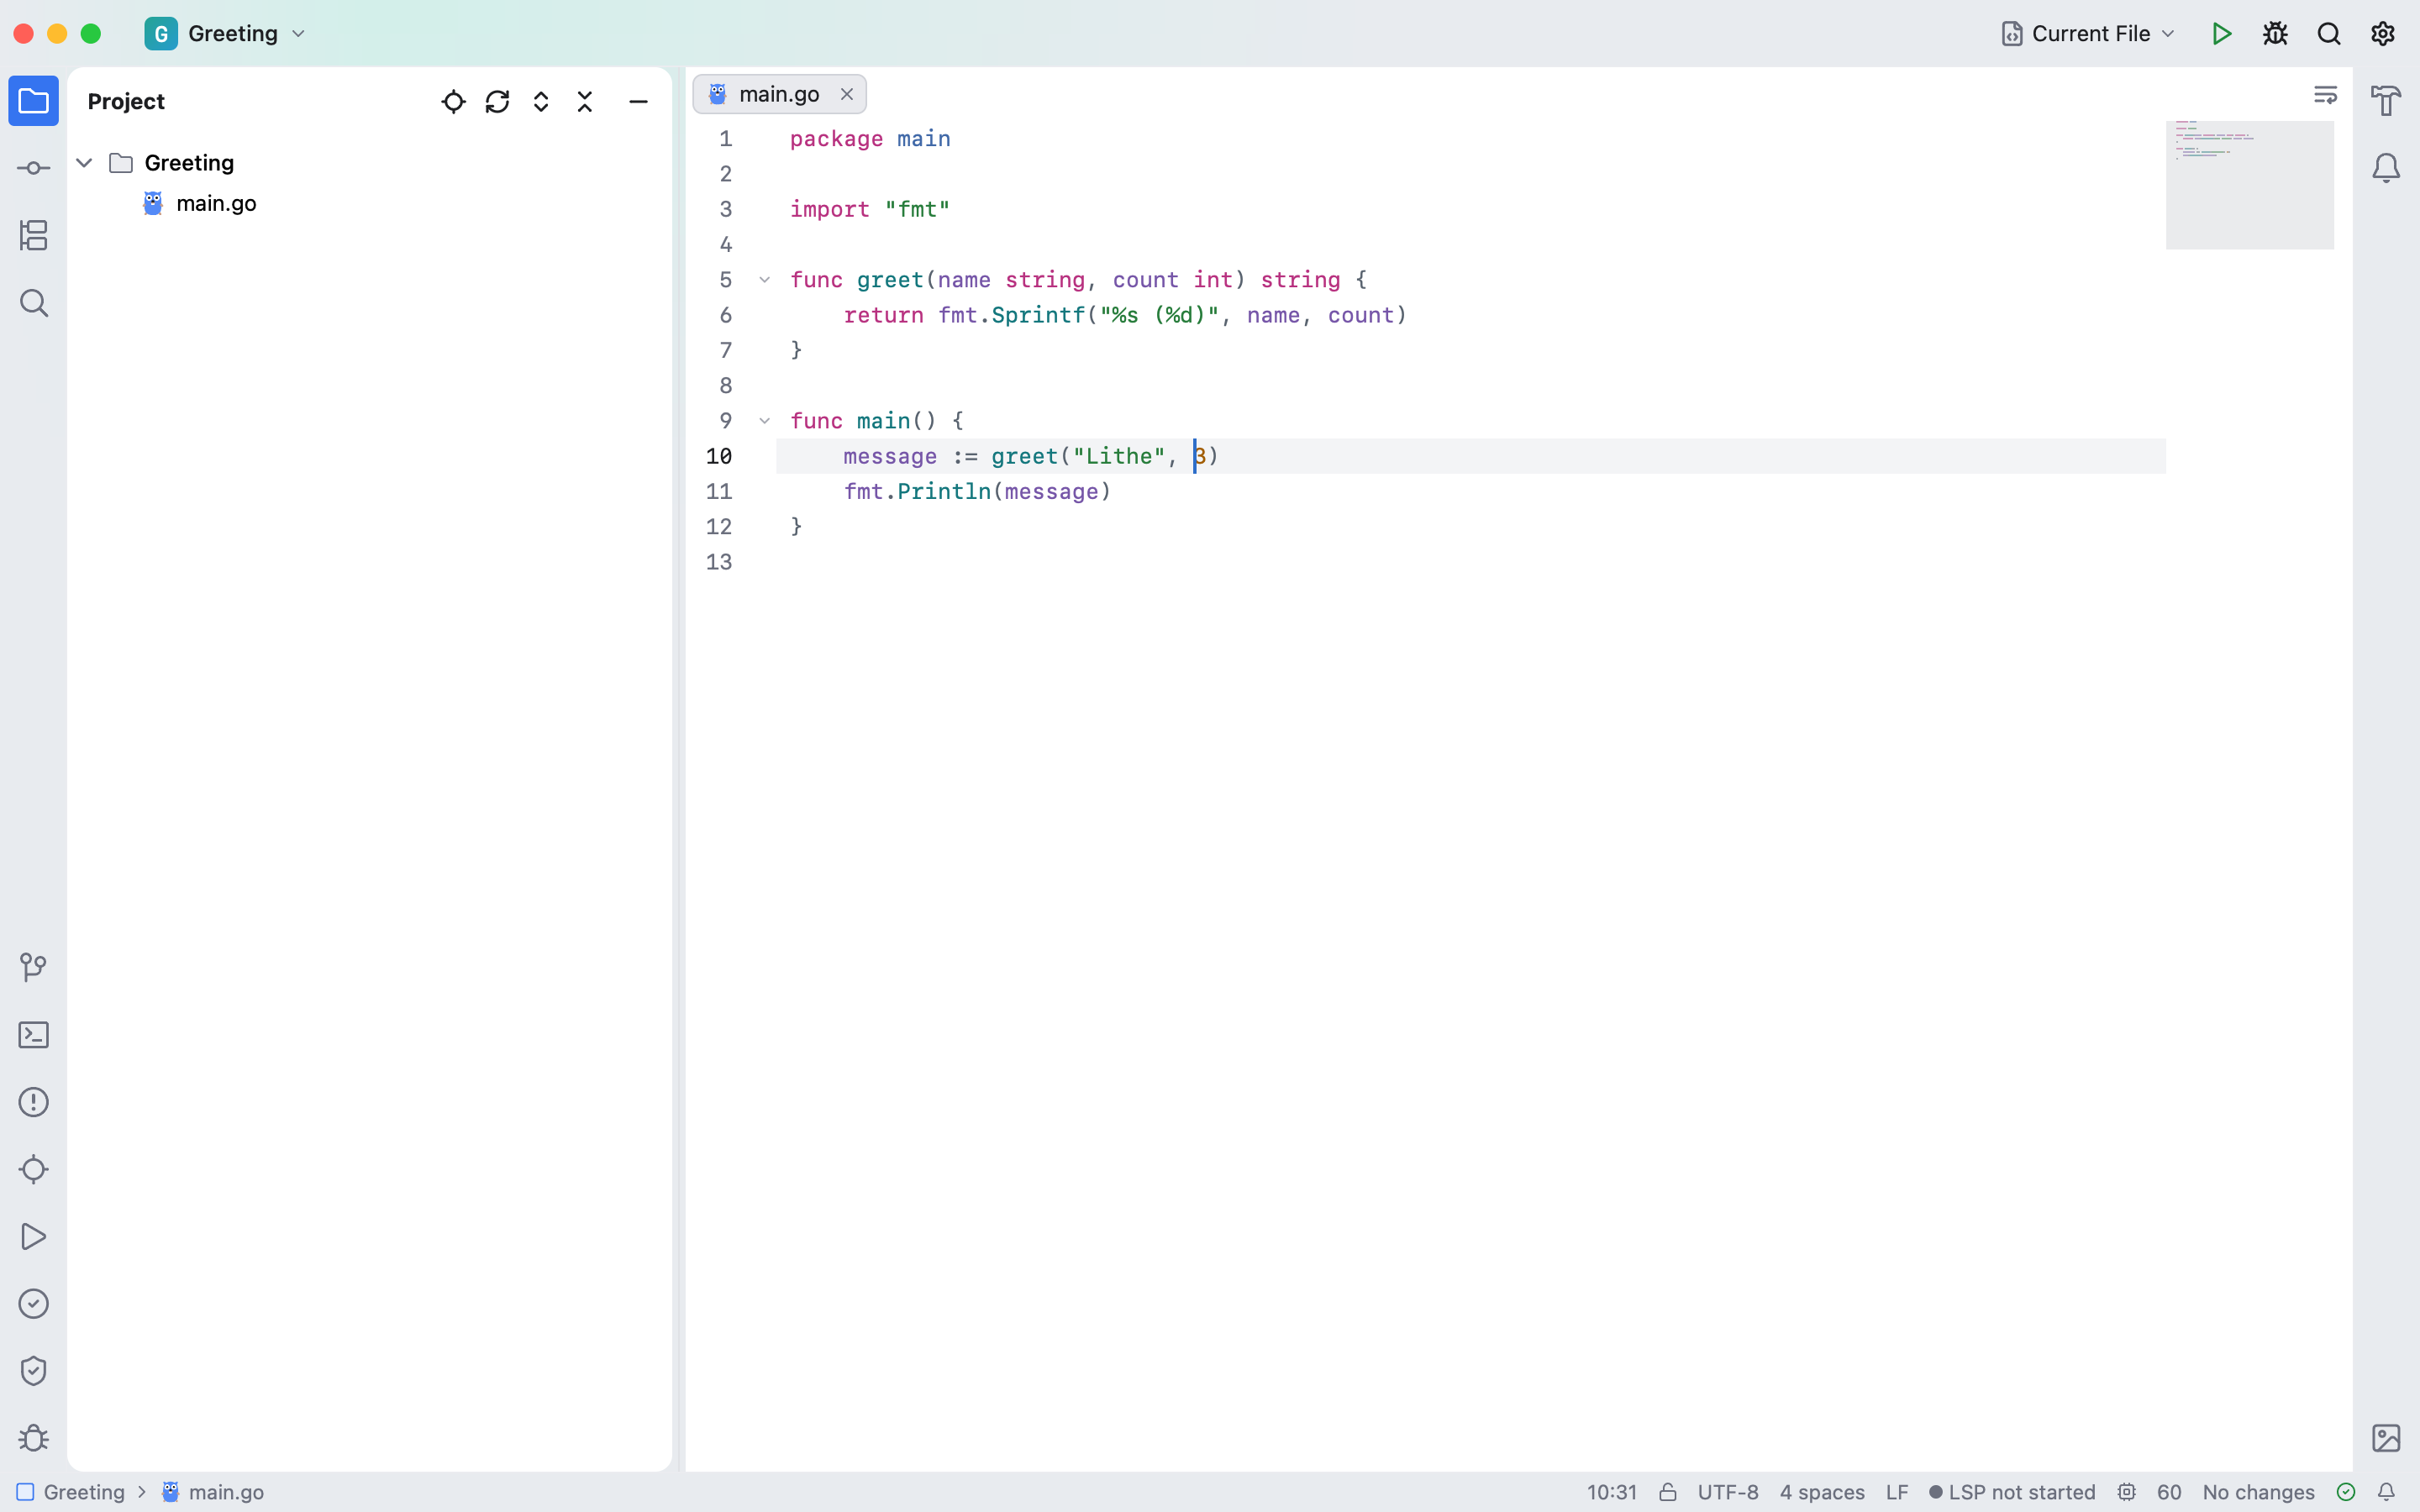 G Greeting
Current File
Project
main.go
Greeting
main.go
1 package main
2
3 import "fmt"
4
5 func greet(name string, count int) string {
6 return fmt.Sprintf("%s (%d)", name, count)
7 }
8
9 func main() {
10 message := greet("Lithe", 3)
11 fmt.Println(message)
12 }
13
Greeting > main.go
10:31 UTF-8 4 spaces LF LSP not started 60 No changes